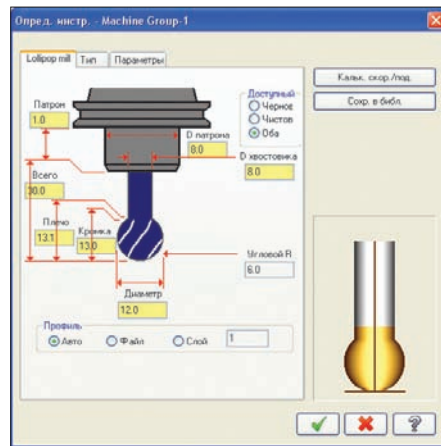 Опред. инстр. - Machine Group-1
Lollipop mill Тип Параметры
Кальк. скор./под.
Сохр. в библ.
Доступный
Чернов
Чистов
Оба
Патрон
1.0
D патрона
8.0
D хвостовика
8.0
Всего
30.0
Плечо
13.1
Кромка
13.0
Угловой R
6.0
Диаметр
12.0
Профиль
Авто Файл Слой 1